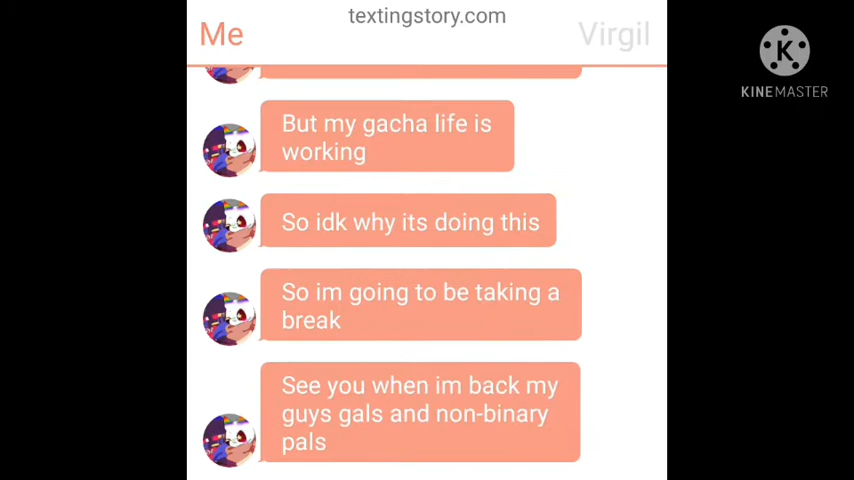 textingstory.com
Me
Virgil
K
KINEMASTER
But my gacha life is
working
So idk why its doing this
So im going to be taking a
break
See you when im back my
guys gals and non-binary
pals